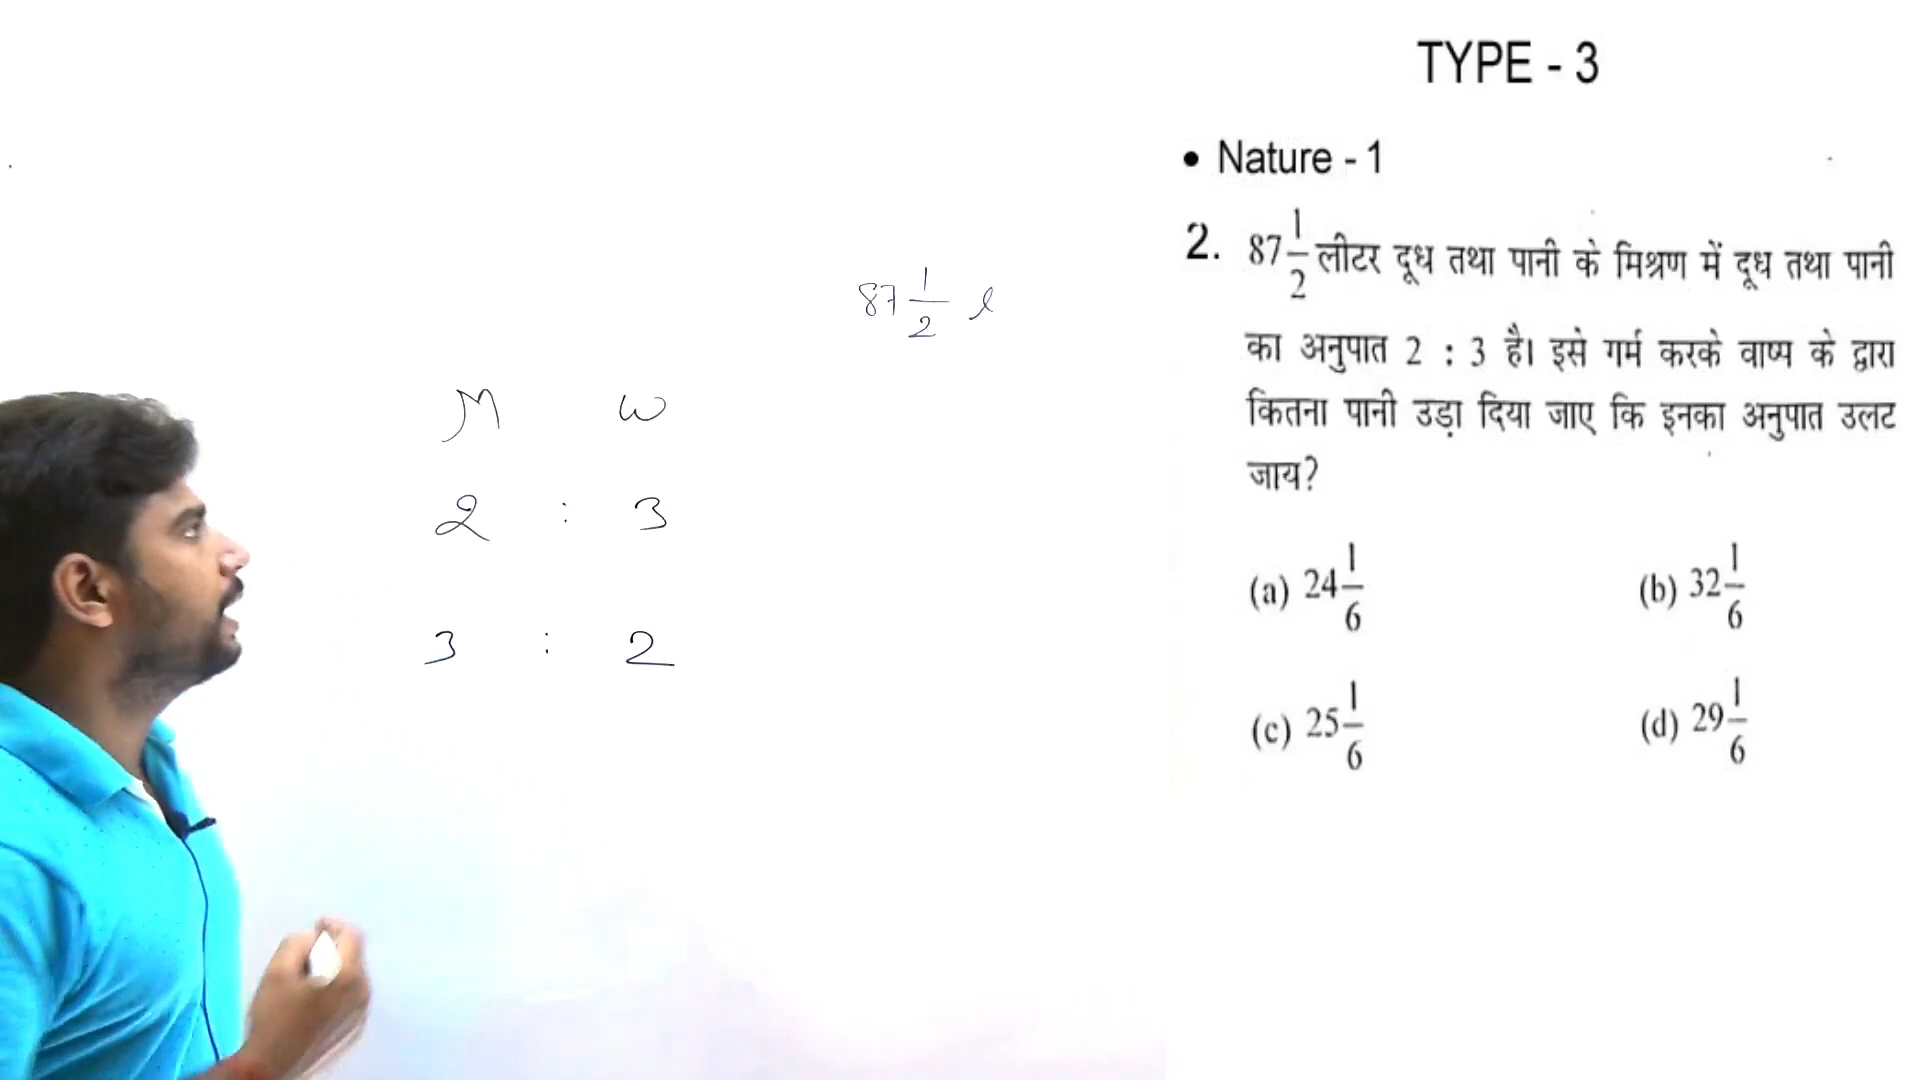 TYPE - 3
• Nature - 1
2. 87 1/2 लीटर दूध तथा पानी के मिश्रण में दूध तथा पानी
का अनुपात 2 : 3 है। इसे गर्म करके वाष्प के द्वारा
कितना पानी उड़ा दिया जाए कि इनका अनुपात उलट
जाय?
(a) 24 1/6 (b) 32 1/6
(c) 25 1/6 (d) 29 1/6
87 1/2 l
M W
2 : 3
3 : 2